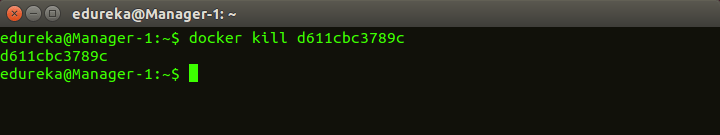 edureka@Manager-1: ~
edureka@Manager-1:~$ docker kill d611cbc3789c
d611cbc3789c
edureka@Manager-1:~$